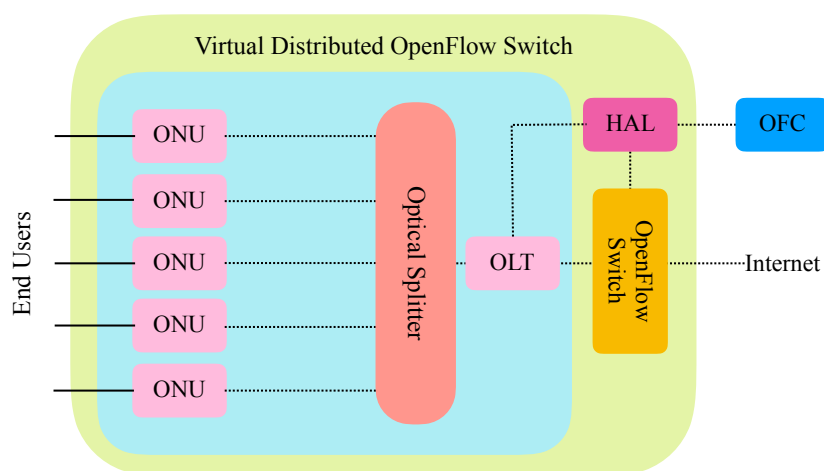 Virtual Distributed OpenFlow Switch
ONU
HAL
OFC
ONU
End Users
ONU
Optical Splitter
OLT
OpenFlow
Switch
Internet
ONU
ONU